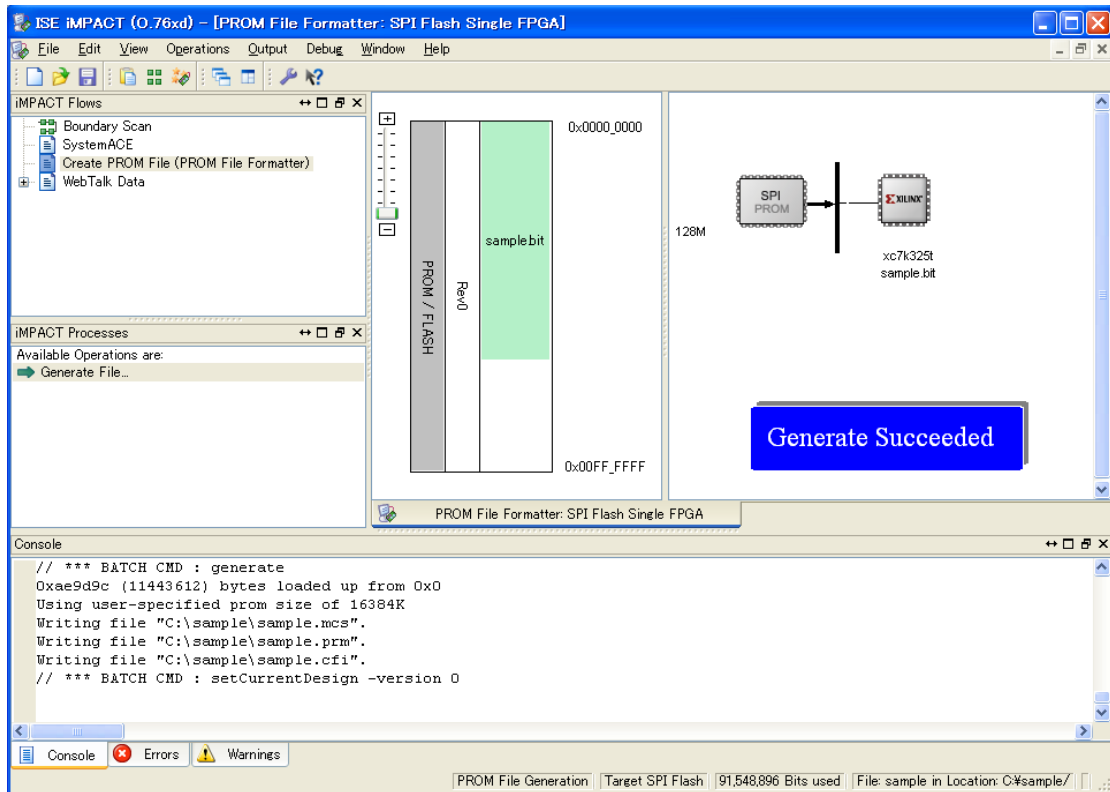 ISE iMPACT (O.76xd) - [PROM File Formatter: SPI Flash Single FPGA]
File Edit View Operations Output Debug Window Help
iMPACT Flows
Boundary Scan
SystemACE
Create PROM File (PROM File Formatter)
WebTalk Data
iMPACT Processes
Available Operations are:
Generate File...
PROM / FLASH
Rev0
sample.bit
0x0000_0000
0x00FF_FFFF
128M
SPI
PROM
XILINX
xc7k325t
sample.bit
Generate Succeeded
PROM File Formatter: SPI Flash Single FPGA
Console
// *** BATCH CMD : generate
0xae9d9c (11443612) bytes loaded up from 0x0
Using user-specified prom size of 16384K
Writing file "C:\sample\sample.mcs".
Writing file "C:\sample\sample.prm".
Writing file "C:\sample\sample.cfi".
// *** BATCH CMD : setCurrentDesign -version 0
Console Errors Warnings
PROM File Generation Target SPI Flash 91,548,896 Bits used File: sample in Location: C:¥sample/